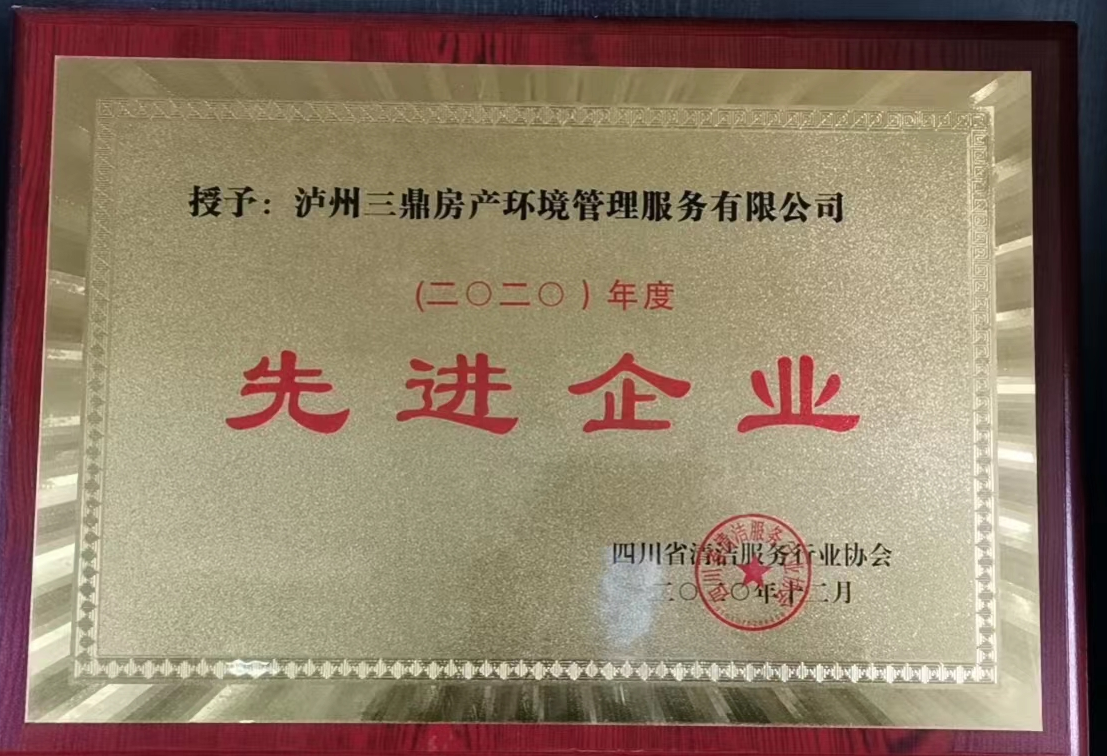 授予：泸州三鼎房产环境管理服务有限公司
(二〇二〇）年度
先进企业
四川省清洁服务行业协会
二〇二〇年十二月